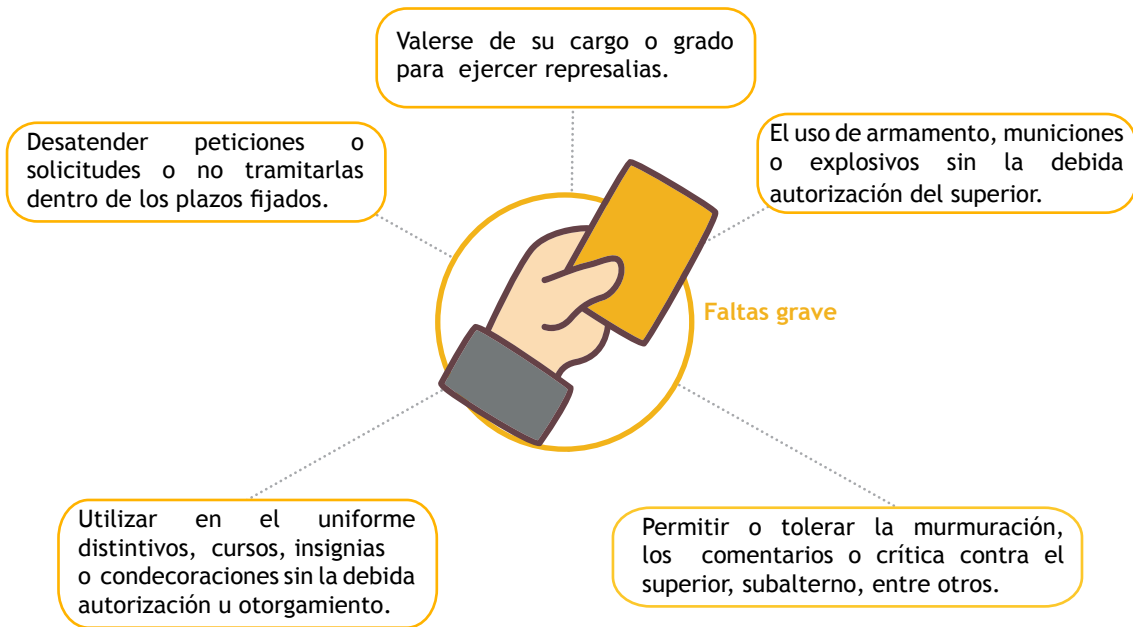 Valerse de su cargo o grado
para ejercer represalias.
Desatender peticiones o
solicitudes o no tramitarlas
dentro de los plazos fijados.
El uso de armamento, municiones
o explosivos sin la debida
autorización del superior.
Faltas grave
Utilizar en el uniforme
distintivos, cursos, insignias
o condecoraciones sin la debida
autorización u otorgamiento.
Permitir o tolerar la murmuración,
los comentarios o crítica contra el
superior, subalterno, entre otros.